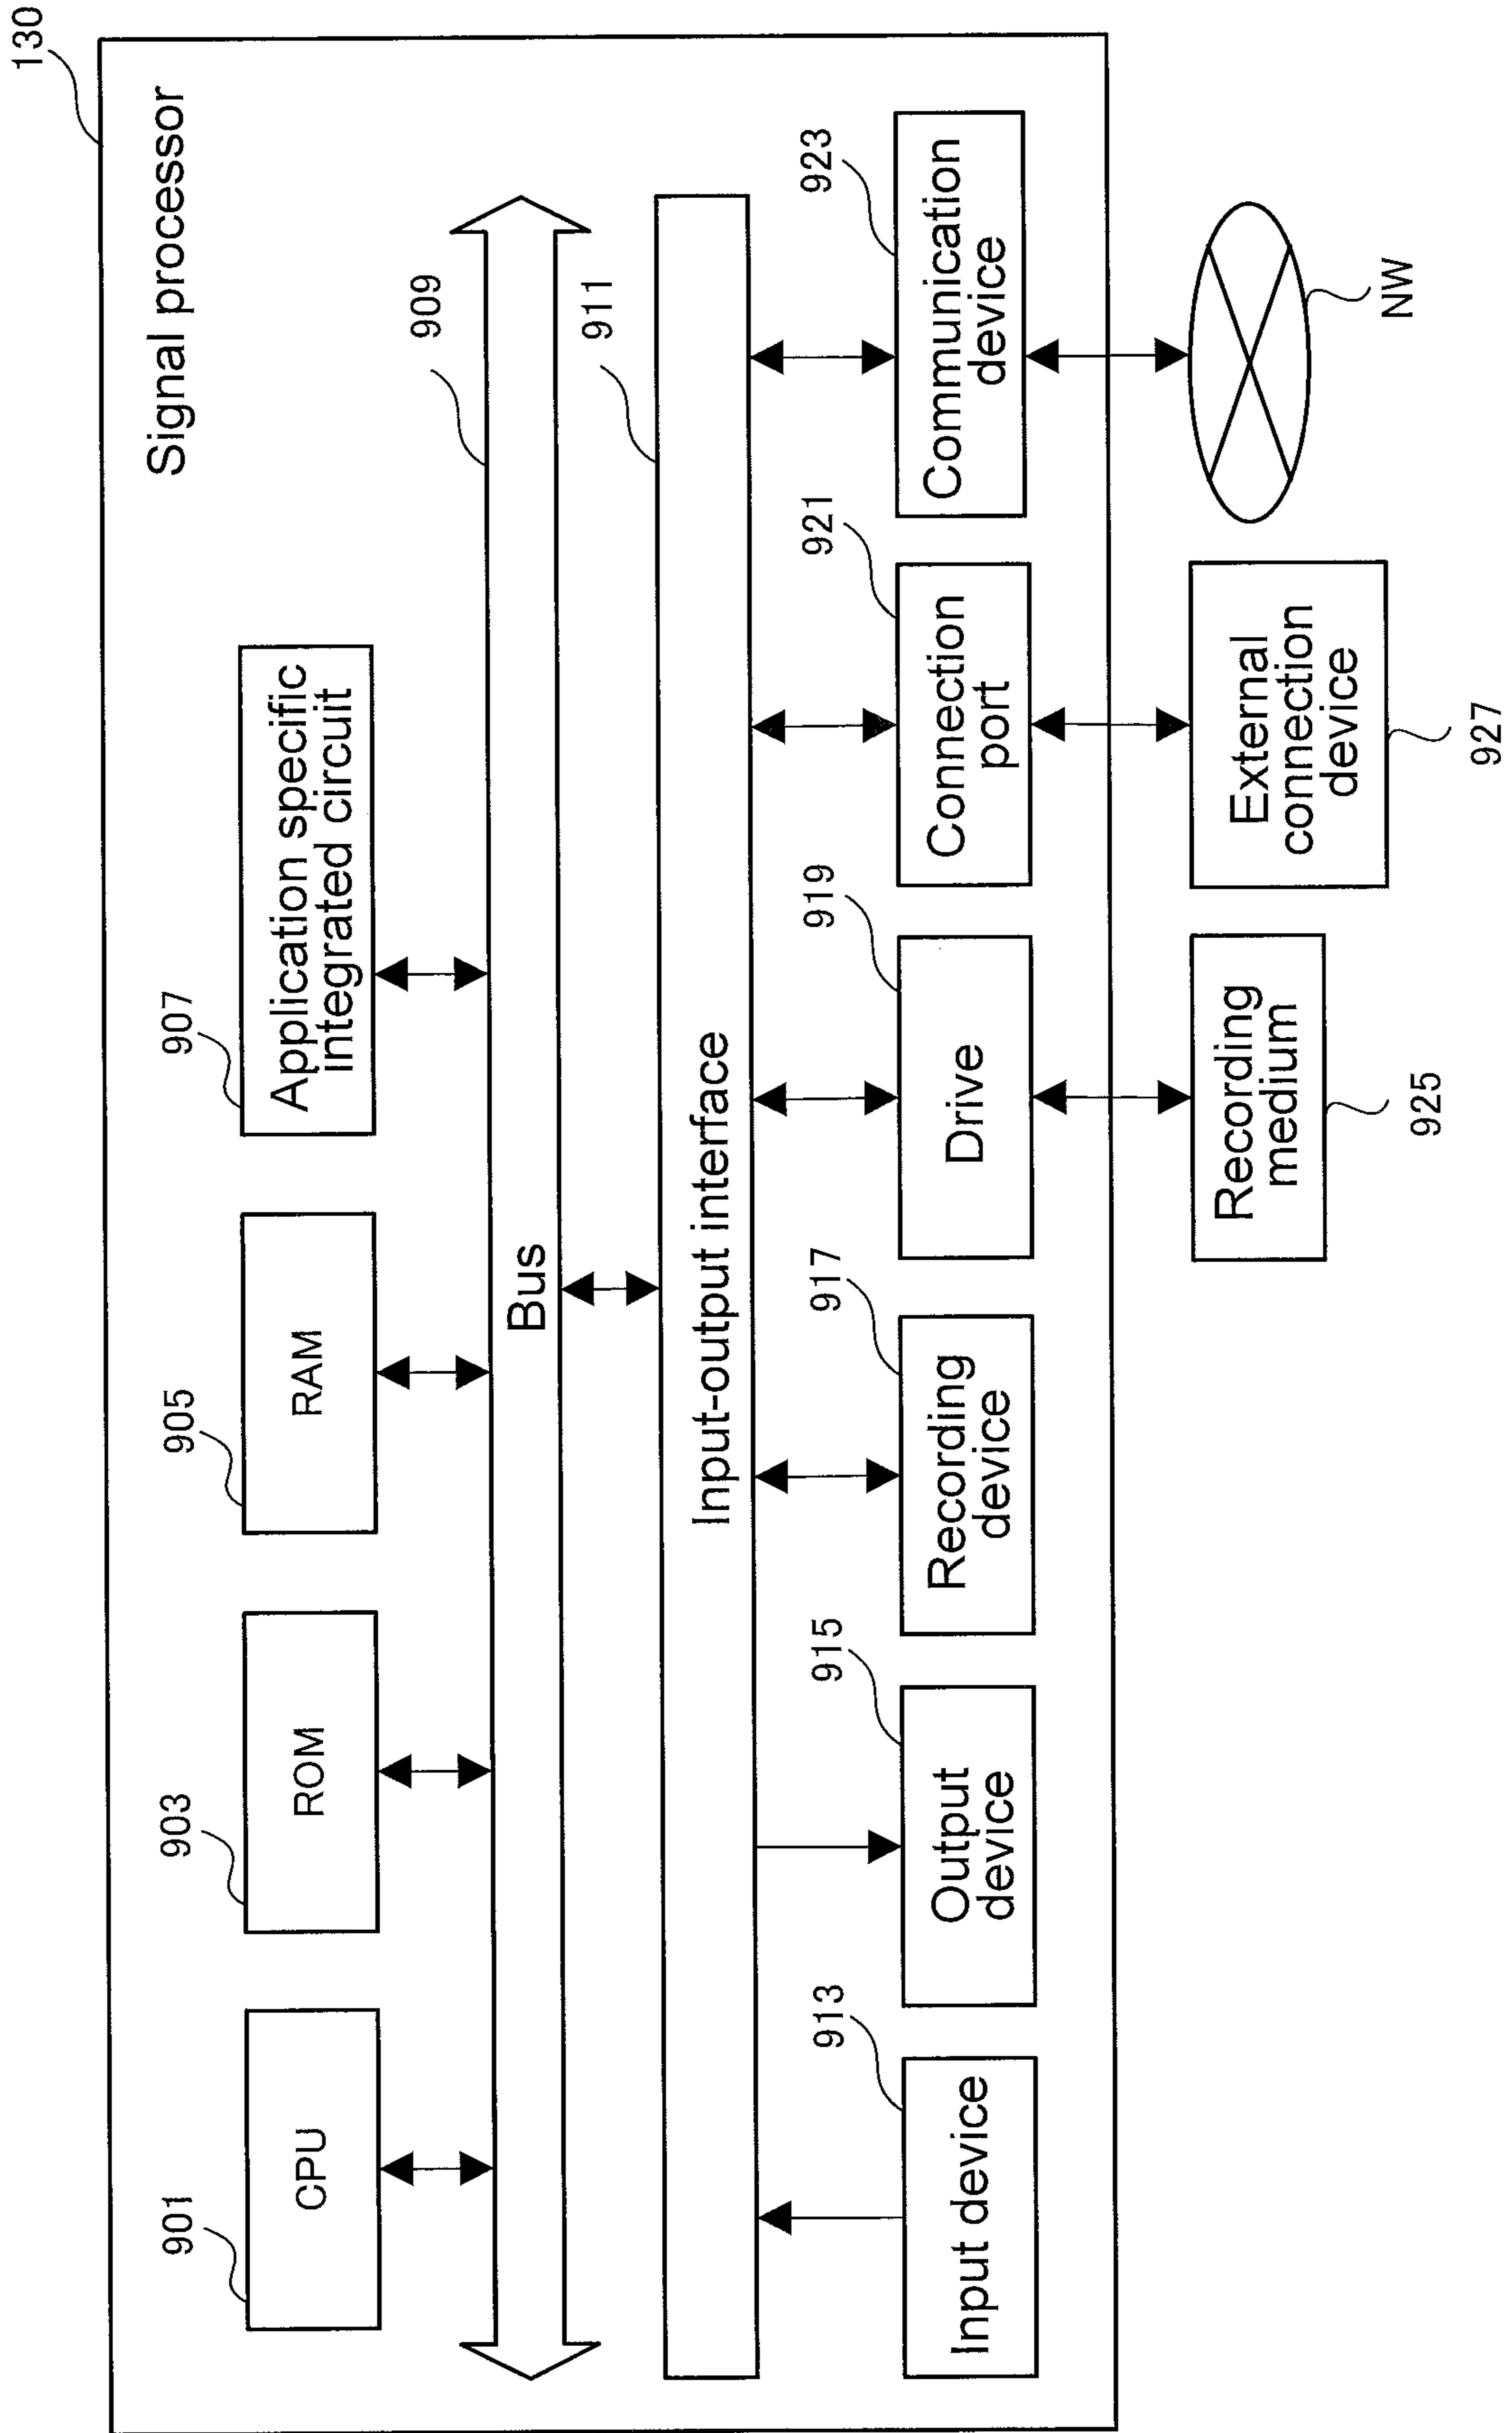 130
Signal processor
901
CPU
903
ROM
905
RAM
907
Application specific
integrated circuit
909
Bus
911
Input-output interface
913
Input device
915
Output
device
917
Recording
device
919
Drive
921
Connection
port
923
Communication
device
Recording
medium
925
External
connection
device
927
NW